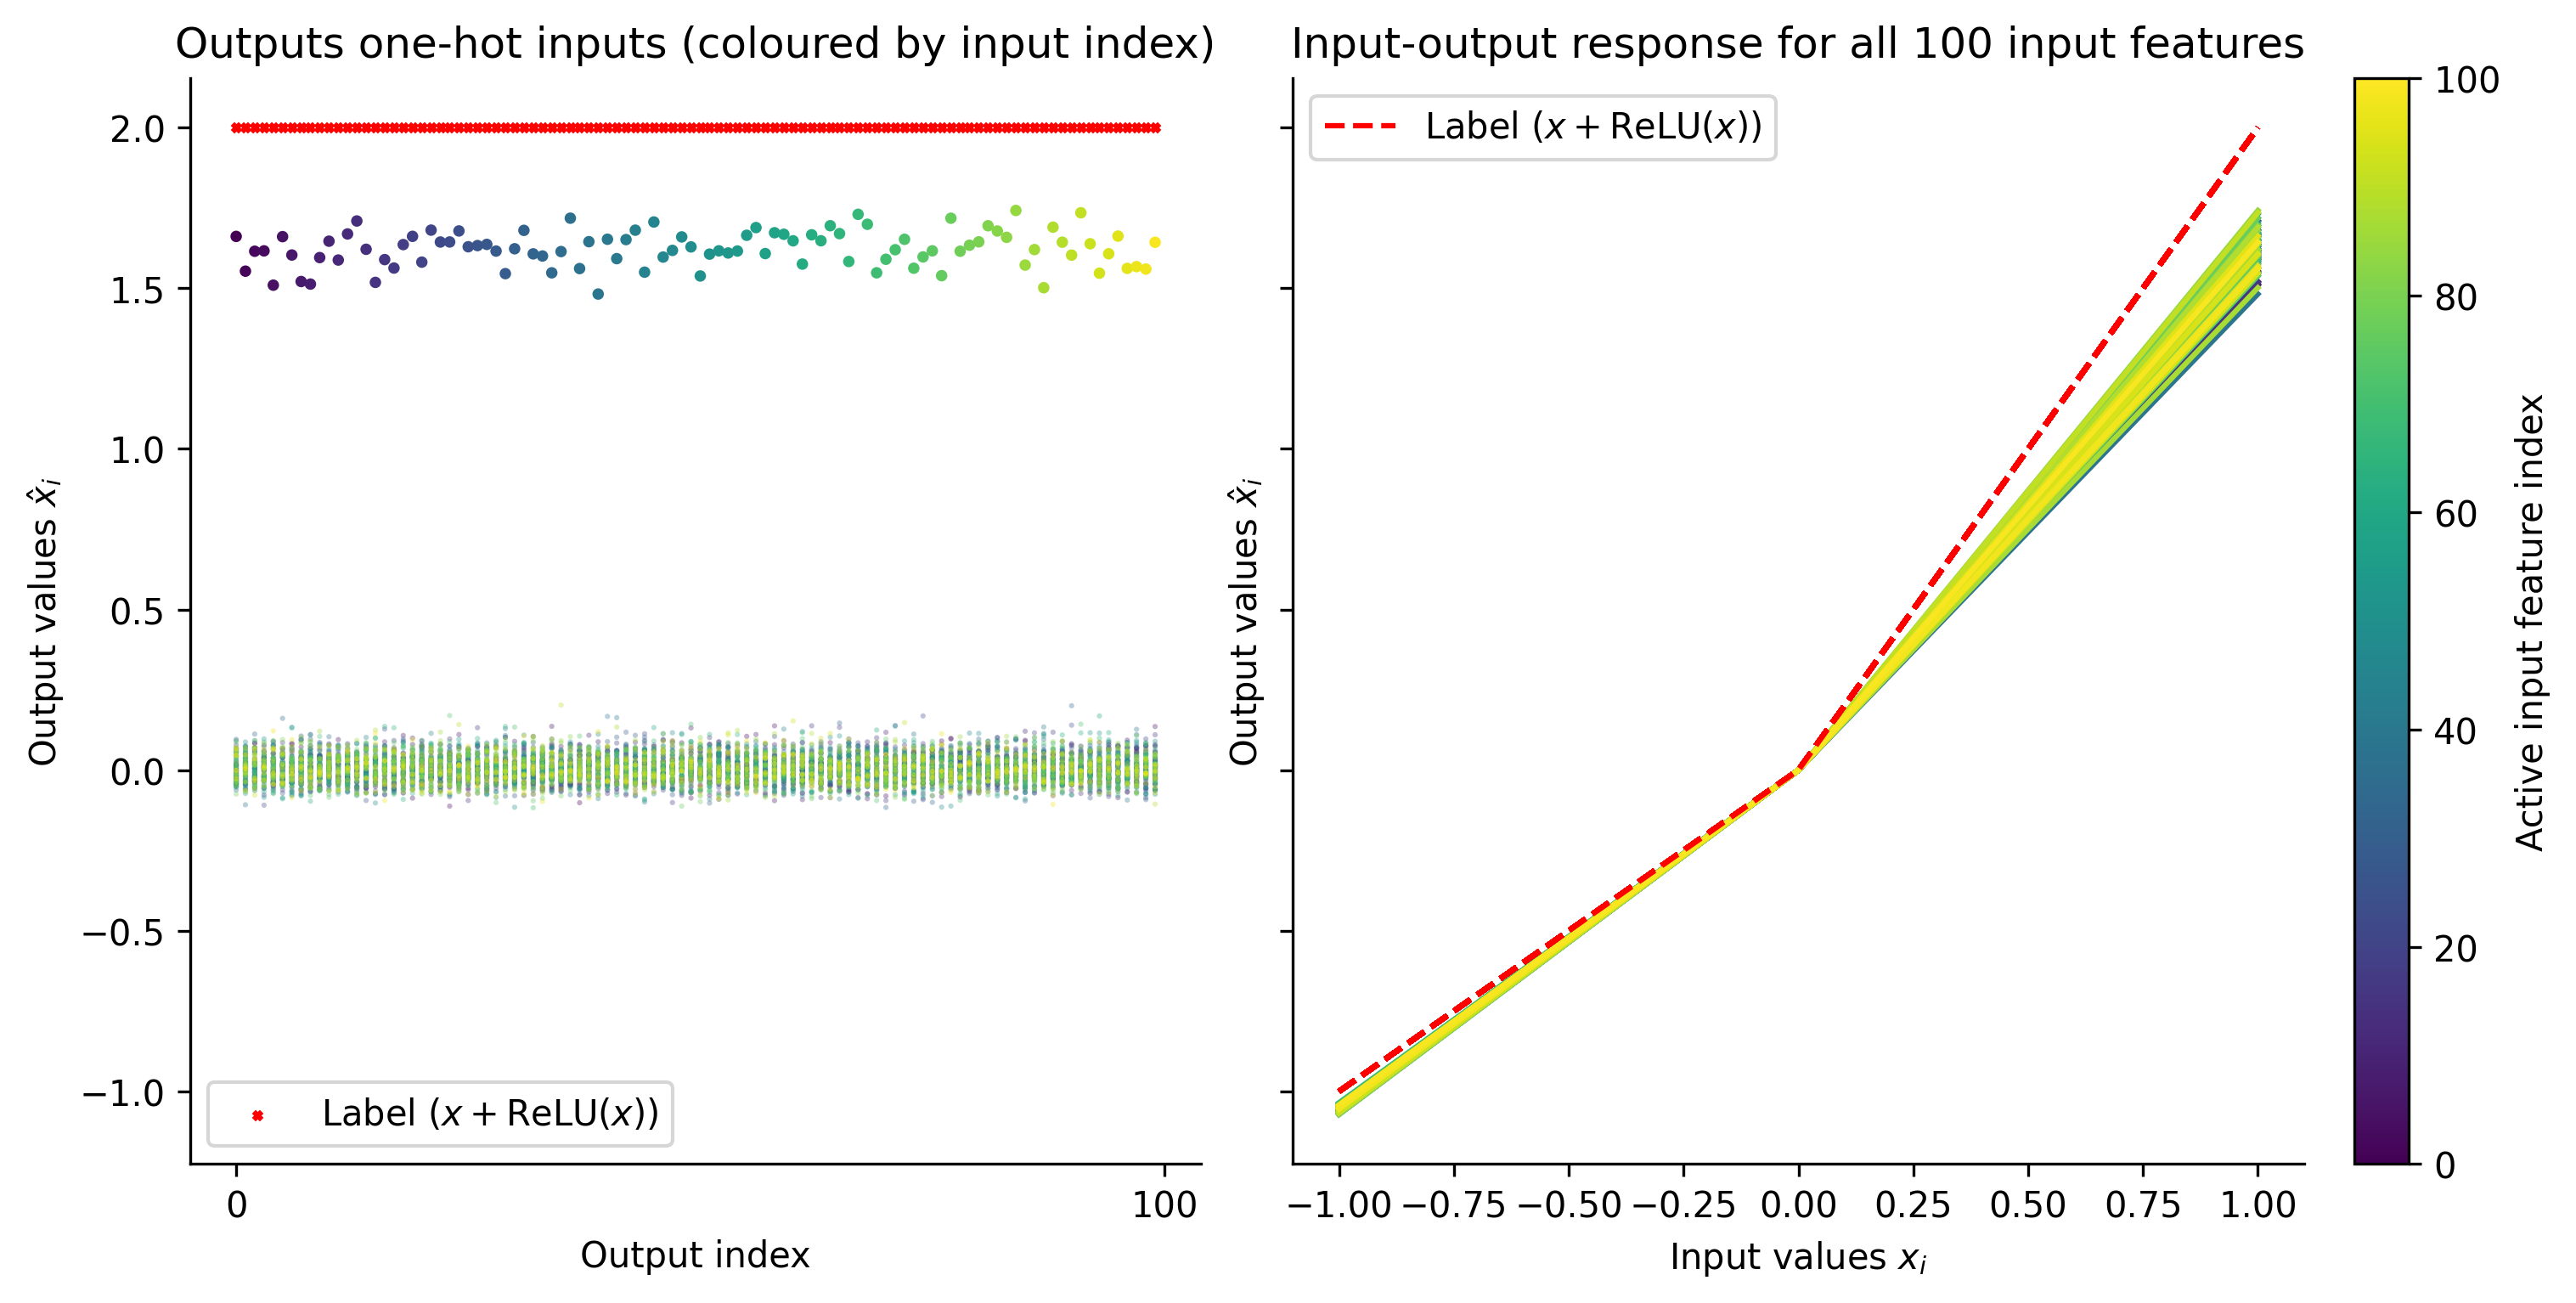 Outputs one-hot inputs (coloured by input index)
Output values x̂ᵢ
2.0
1.5
1.0
0.5
0.0
−0.5
−1.0
Label (x + ReLU(x))
0
100
Output index
Input-output response for all 100 input features
Output values x̂ᵢ
Label (x + ReLU(x))
−1.00
−0.75
−0.50
−0.25
0.00
0.25
0.50
0.75
1.00
Input values xᵢ
100
80
60
40
20
0
Active input feature index